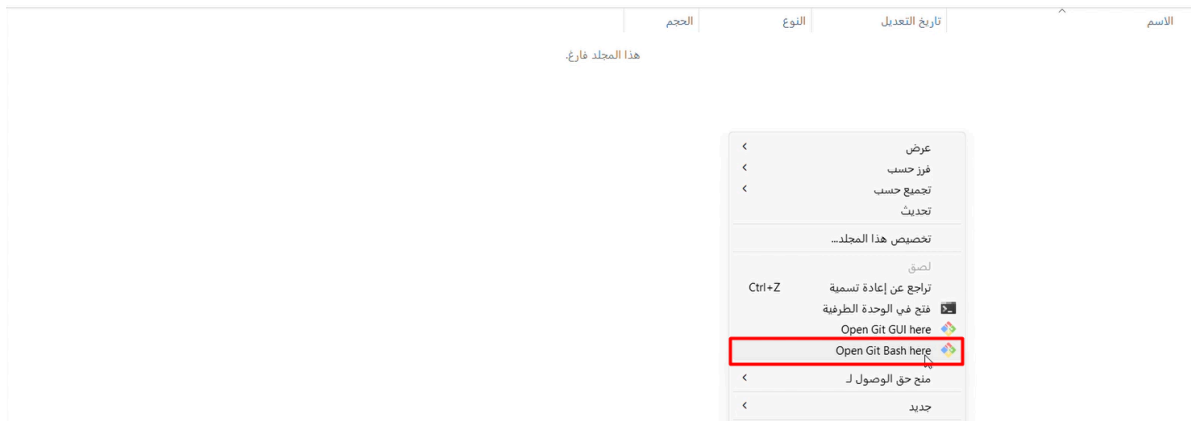 الاسم تاريخ التعديل النوع الحجم
هذا المجلد فارغ.
عرض
فرز حسب
تجميع حسب
تحديث
تخصيص هذا المجلد...
لصق
تراجع عن إعادة تسمية Ctrl+Z
فتح في الوحدة الطرفية
Open Git GUI here
Open Git Bash here
منح حق الوصول لـ
جديد